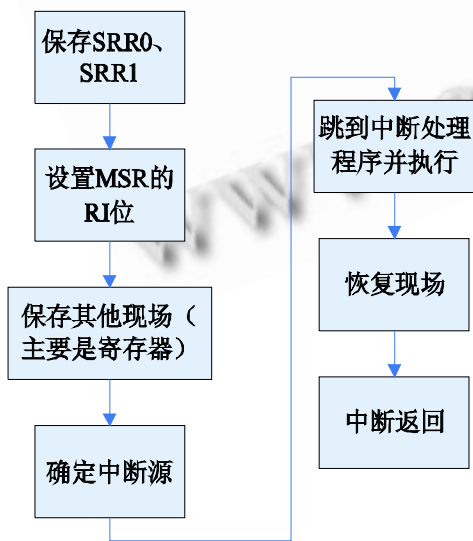 保存SRR0、
SRR1
设置MSR的
RI位
保存其他现场（
主要是寄存器）
确定中断源
跳到中断处理
程序并执行
恢复现场
中断返回